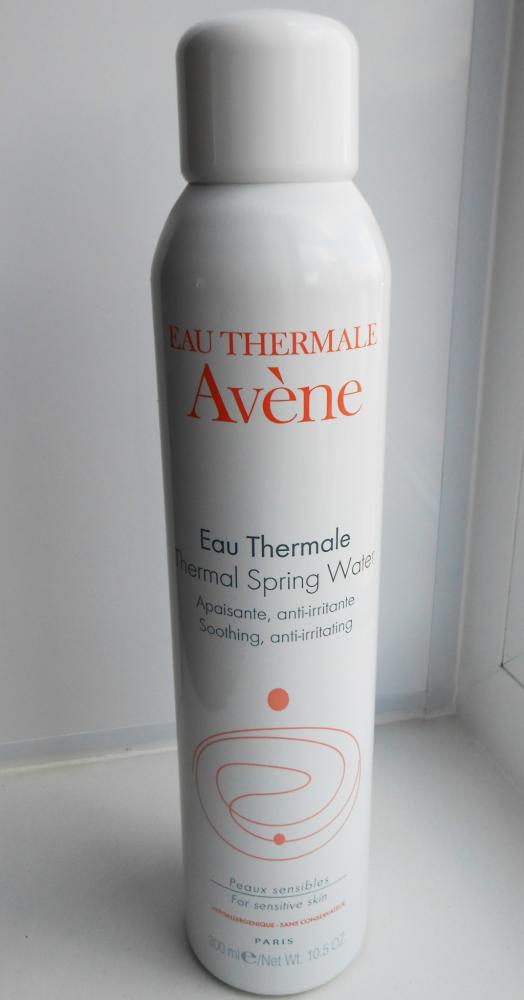 EAU THERMALE
Avène
Eau Thermale
Thermal Spring Water
Apaisante, anti-irritante
Soothing, anti-irritating
Peaux sensibles
For sensitive skin
HYPOALLERGENIQUE - SANS CONSERVATEUR
PARIS
300 ml e/Net Wt. 10.5 OZ.